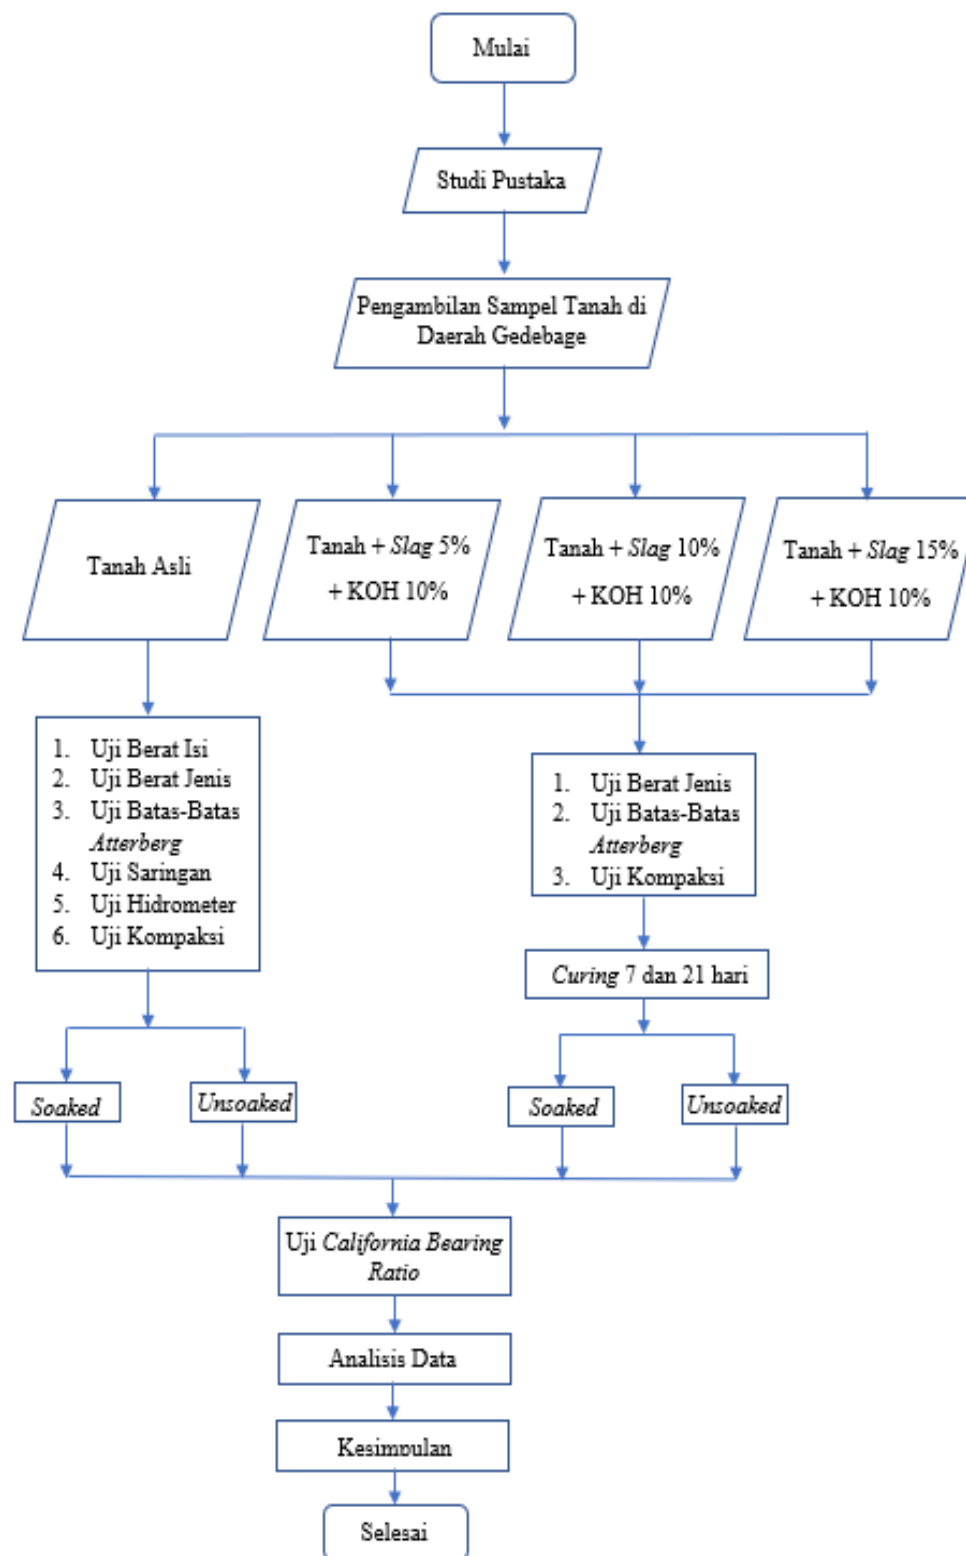 Mulai
Studi Pustaka
Pengambilan Sampel Tanah di
Daerah Gedebage
Tanah Asli
Tanah + Slag 5%
+ KOH 10%
Tanah + Slag 10%
+ KOH 10%
Tanah + Slag 15%
+ KOH 10%
1. Uji Berat Isi
2. Uji Berat Jenis
3. Uji Batas-Batas
Atterberg
4. Uji Saringan
5. Uji Hidrometer
6. Uji Kompaksi
1. Uji Berat Jenis
2. Uji Batas-Batas
Atterberg
3. Uji Kompaksi
Curing 7 dan 21 hari
Soaked
Unsoaked
Soaked
Unsoaked
Uji California Bearing
Ratio
Analisis Data
Kesimpulan
Selesai